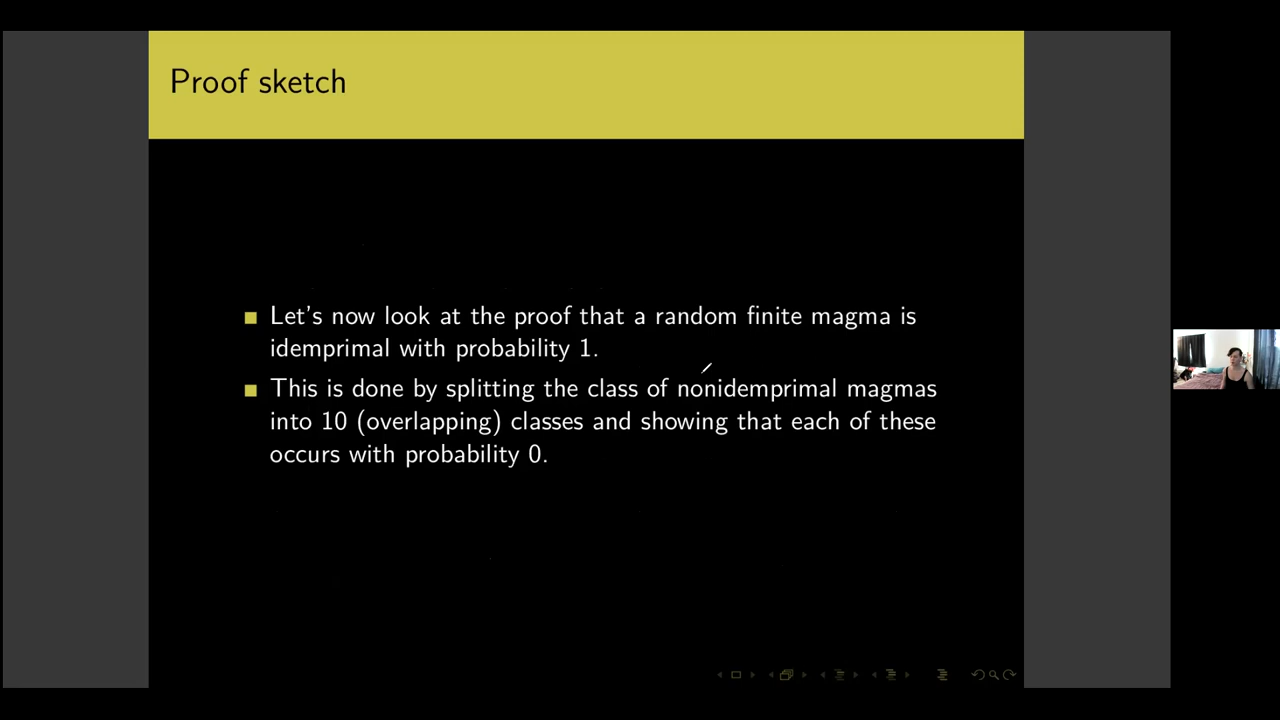 Proof sketch
Let's now look at the proof that a random finite magma is
idemprimal with probability 1.
This is done by splitting the class of nonidemprimal magmas
into 10 (overlapping) classes and showing that each of these
occurs with probability 0.